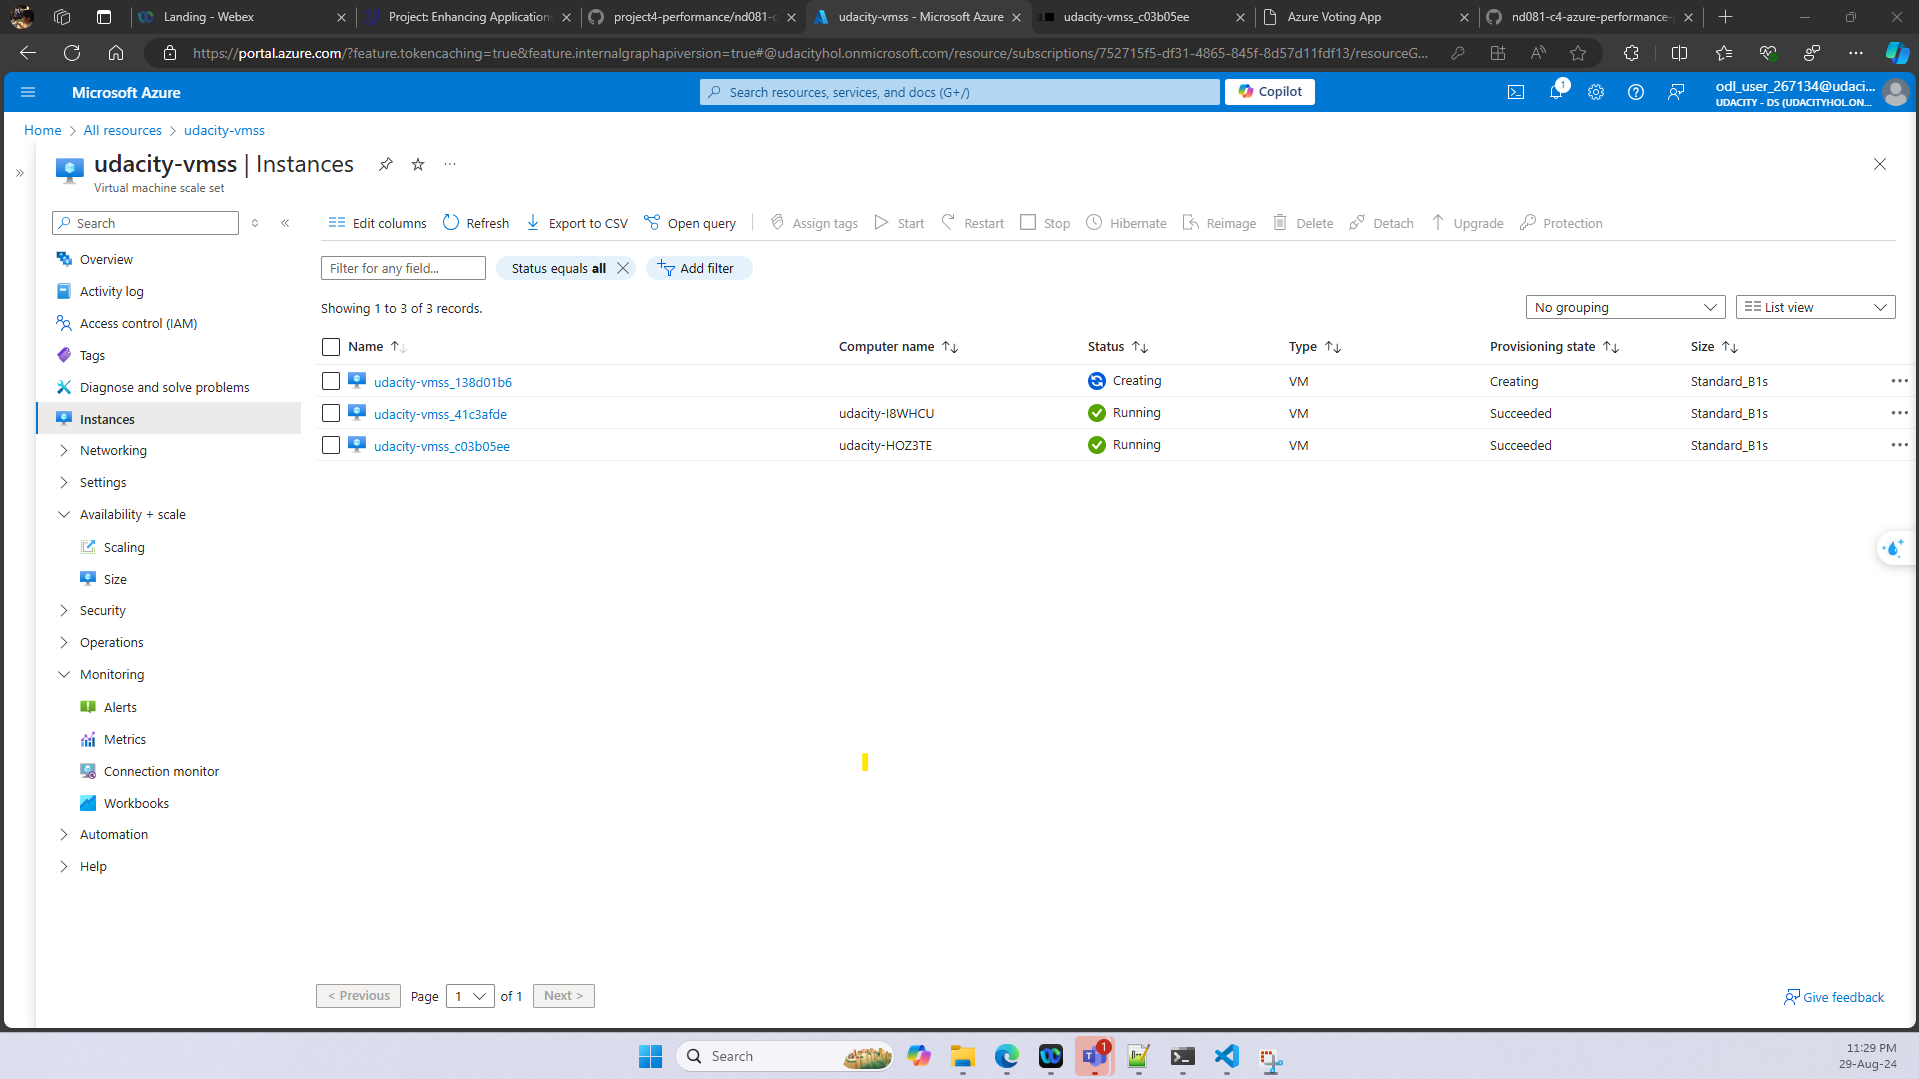 Landing - Webex
Project: Enhancing Applications
project4-performance/nd081-c
udacity-vmss - Microsoft Azure
udacity-vmss_c03b05ee
Azure Voting App
nd081-c4-azure-performance-
https://portal.azure.com/?feature.tokencaching=true&feature.internalgraphapiversion=true#@udacityhol.onmicrosoft.com/resource/subscriptions/752715f5-df31-4865-845f-8d57d11fdf13/resourceG...
Microsoft Azure
Search resources, services, and docs (G+/)
Copilot
1
odl_user_267134@udaci...
UDACITY - DS (UDACITYHOL.ON...
Home > All resources > udacity-vmss
udacity-vmss | Instances
Virtual machine scale set
Search
Edit columns
Refresh
Export to CSV
Open query
Assign tags
Start
Restart
Stop
Hibernate
Reimage
Delete
Detach
Upgrade
Protection
Overview
Activity log
Access control (IAM)
Tags
Diagnose and solve problems
Instances
Networking
Settings
Availability + scale
Scaling
Size
Security
Operations
Monitoring
Alerts
Metrics
Connection monitor
Workbooks
Automation
Help
Filter for any field...
Status equals all
Add filter
Showing 1 to 3 of 3 records.
No grouping
List view
Name Computer name Status Type Provisioning state Size
udacity-vmss_138d01b6 Creating VM Creating Standard_B1s
udacity-vmss_41c3afde udacity-I8WHCU Running VM Succeeded Standard_B1s
udacity-vmss_c03b05ee udacity-HOZ3TE Running VM Succeeded Standard_B1s
< Previous Page 1 of 1 Next >
Give feedback
Search
1
11:29 PM
29-Aug-24